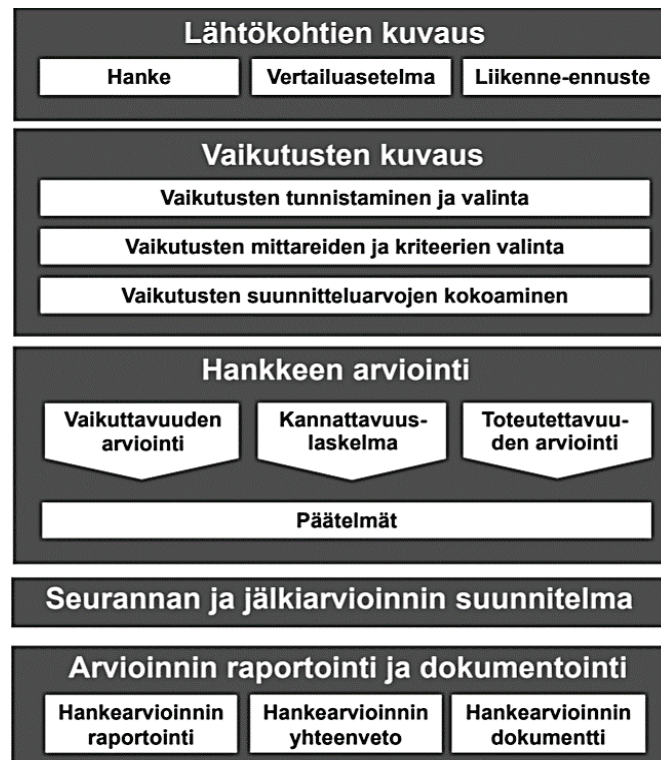 Lähtökohtien kuvaus
Hanke
Vertailuasetelma
Liikenne-ennuste
Vaikutusten kuvaus
Vaikutusten tunnistaminen ja valinta
Vaikutusten mittareiden ja kriteerien valinta
Vaikutusten suunnitteluarvojen kokoaminen
Hankkeen arviointi
Vaikuttavuuden
arviointi
Kannattavuus-
laskelma
Toteutettavuu-
den arviointi
Päätelmät
Seurannan ja jälkiarvioinnin suunnitelma
Arvioinnin raportointi ja dokumentointi
Hankearvioinnin
raportointi
Hankearvioinnin
yhteenveto
Hankearvioinnin
dokumentti